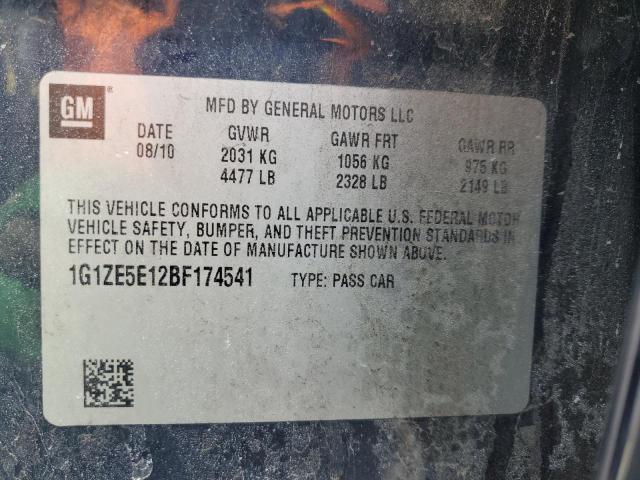 GM ®
MFD BY GENERAL MOTORS LLC
DATE GVWR GAWR FRT GAWR RR
08/10 2031 KG 1056 KG 975 KG
4477 LB 2328 LB 2149 LB
THIS VEHICLE CONFORMS TO ALL APPLICABLE U.S. FEDERAL MOTOR
VEHICLE SAFETY, BUMPER, AND THEFT PREVENTION STANDARDS IN
EFFECT ON THE DATE OF MANUFACTURE SHOWN ABOVE.
1G1ZE5E12BF174541 TYPE: PASS CAR